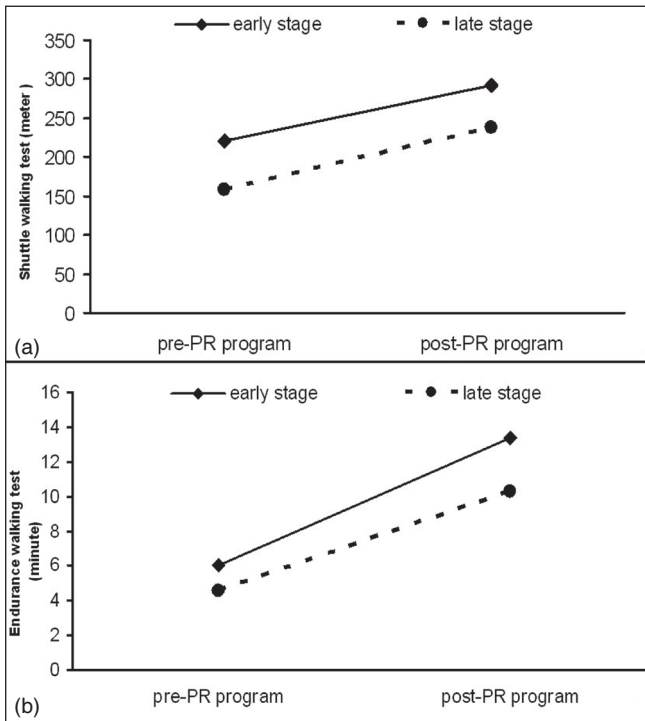 early stage late stage
350
300
250
200
150
100
50
0
Shuttle walking test (meter)
pre-PR program post-PR program
(a)
early stage late stage
16
14
12
10
8
6
4
2
0
Endurance walking test
(minute)
pre-PR program post-PR program
(b)